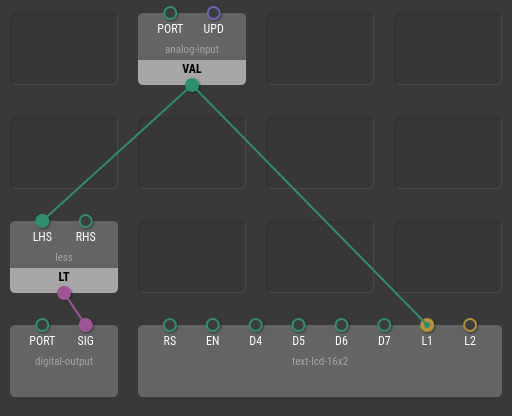 PORT UPD
analog-input
VAL
LHS RHS
less
LT
PORT SIG
digital-output
RS EN D4 D5 D6 D7 L1 L2
text-lcd-16x2